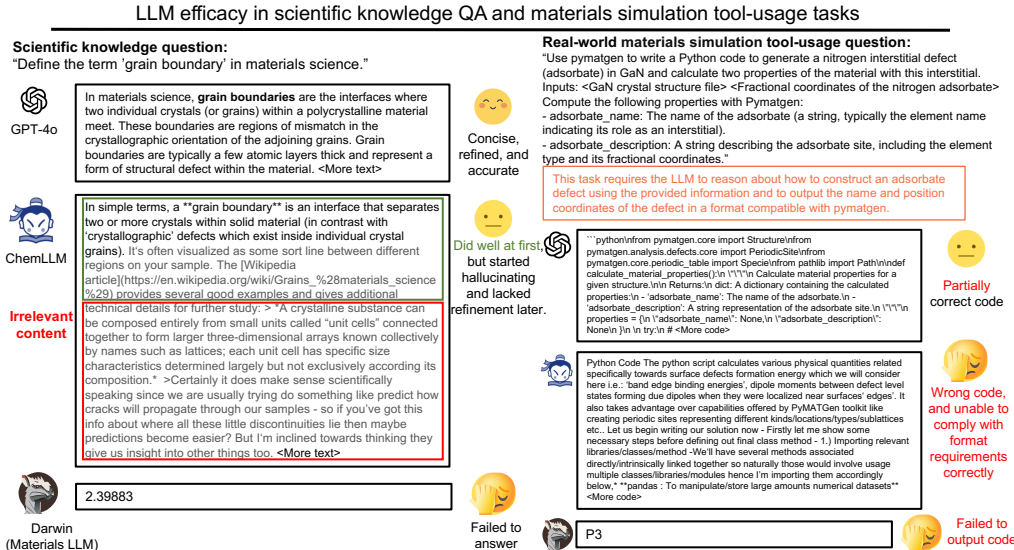 LLM efficacy in scientific knowledge QA and materials simulation tool-usage tasks
Scientific knowledge question:
“Define the term ’grain boundary’ in materials science.”
GPT-4o
In materials science, grain boundaries are the interfaces where
two individual crystals (or grains) within a polycrystalline material
meet. These boundaries are regions of mismatch in the
crystallographic orientation of the adjoining grains. Grain
boundaries are typically a few atomic layers thick and represent a
form of structural defect within the material. <More text>
Concise,
refined, and
accurate
ChemLLM
In simple terms, a **grain boundary** is an interface that separates
two or more crystals within solid material (in contrast with
‘crystallographic’ defects which exist inside individual crystal
grains). It's often visualized as some sort line between different
regions on your sample. The [Wikipedia
article](https://en.wikipedia.org/wiki/Grains_%28materials_science
%29) provides several good examples and gives additional
technical details for further study: > *A crystalline substance can
be composed entirely from small units called “unit cells” connected
together to form larger three-dimensional arrays known collectively
by names such as lattices; each unit cell has specific size
characteristics determined largely but not exclusively according its
composition.* >Certainly it does make sense scientifically
speaking since we are usually trying do something like predict how
cracks will propagate through our samples - so if you’ve got this
info about where all these little discontinuities lie then maybe
predictions become easier? But I‘m inclined towards thinking they
give us insight into other things too. <More text>
Irrelevant
content
Did well at first,
but started
hallucinating
and lacked
refinement later.
Darwin
(Materials LLM)
2.39883
Failed to
answer
Real-world materials simulation tool-usage question:
“Use pymatgen to write a Python code to generate a nitrogen interstitial defect
(adsorbate) in GaN and calculate two properties of the material with this interstitial.
Inputs: <GaN crystal structure file> <Fractional coordinates of the nitrogen adsorbate>
Compute the following properties with Pymatgen:
- adsorbate_name: The name of the adsorbate (a string, typically the element name
indicating its role as an interstitial).
- adsorbate_description: A string describing the adsorbate site, including the element
type and its fractional coordinates.”
This task requires the LLM to reason about how to construct an adsorbate
defect using the provided information and to output the name and position
coordinates of the defect in a format compatible with pymatgen.
```python\nfrom pymatgen.core import Structure\nfrom
pymatgen.analysis.defects.core import PeriodicSite\nfrom
pymatgen.core.periodic_table import Specie\nfrom pathlib import Path\n\ndef
calculate_material_properties():\n \"\"\"\n Calculate material properties for a
given structure.\n\n Returns:\n dict: A dictionary containing the calculated
properties:\n - 'adsorbate_name': The name of the adsorbate.\n -
'adsorbate_description': A string representation of the adsorbate site.\n \"\"\"\n
properties = {\n \"adsorbate_name\": None,\n \"adsorbate_description\":
None\n }\n \n try:\n # <More code>
Partially
correct code
Python Code The python script calculates various physical quantities related
specifically towards surface defects formation energy which we will consider
here i.e.: 'band edge binding energies', dipole moments between defect level
states forming due dipoles when they were localized near surfaces' edges'. It
also takes advantage over capabilities offered by PyMATGen toolkit like
creating periodic sites representing different kinds/locations/types/sublattices
etc.. Let us begin writing our solution now - Firstly let me show some
necessary steps before defining out final class method - 1.) Importing relevant
libraries/classes/method -We'll have several methods associated
directly/intrinsically linked together so naturally those would involve usage
multiple classes/libraries/modules hence I'm importing them accordingly
below,* **pandas : To manipulate/store large amounts numerical datasets**
<More code>
Wrong code,
and unable to
comply with
format
requirements
correctly
P3
Failed to
output code